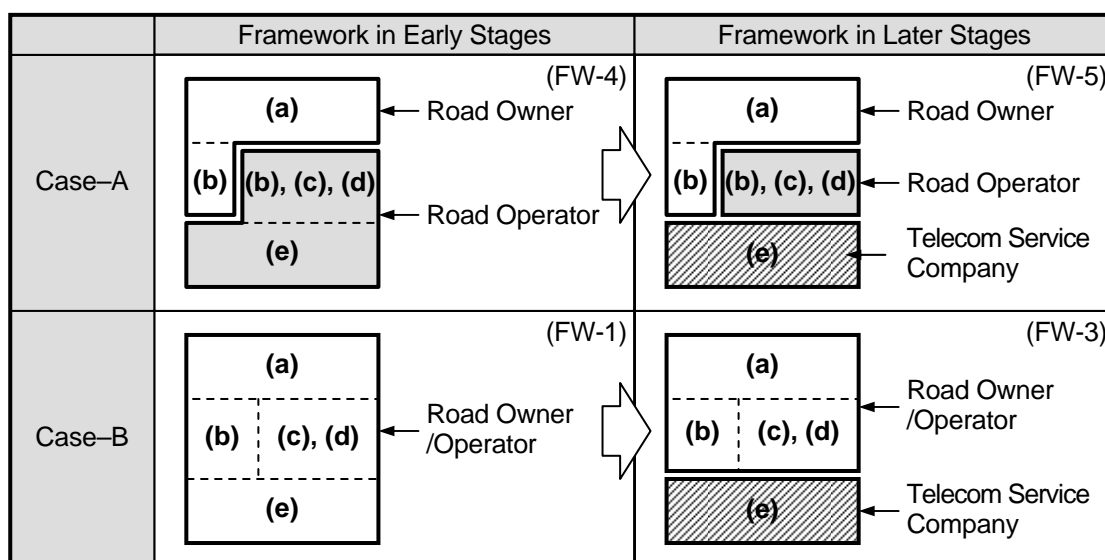 Framework in Early Stages
Framework in Later Stages
Case–A
(FW-4)
(a)
Road Owner
(b)
(b), (c), (d)
Road Operator
(e)
(FW-5)
(a)
Road Owner
(b)
(b), (c), (d)
Road Operator
(e)
Telecom Service
Company
Case–B
(FW-1)
(a)
(b)
(c), (d)
Road Owner
/Operator
(e)
(FW-3)
(a)
(b)
(c), (d)
Road Owner
/Operator
(e)
Telecom Service
Company